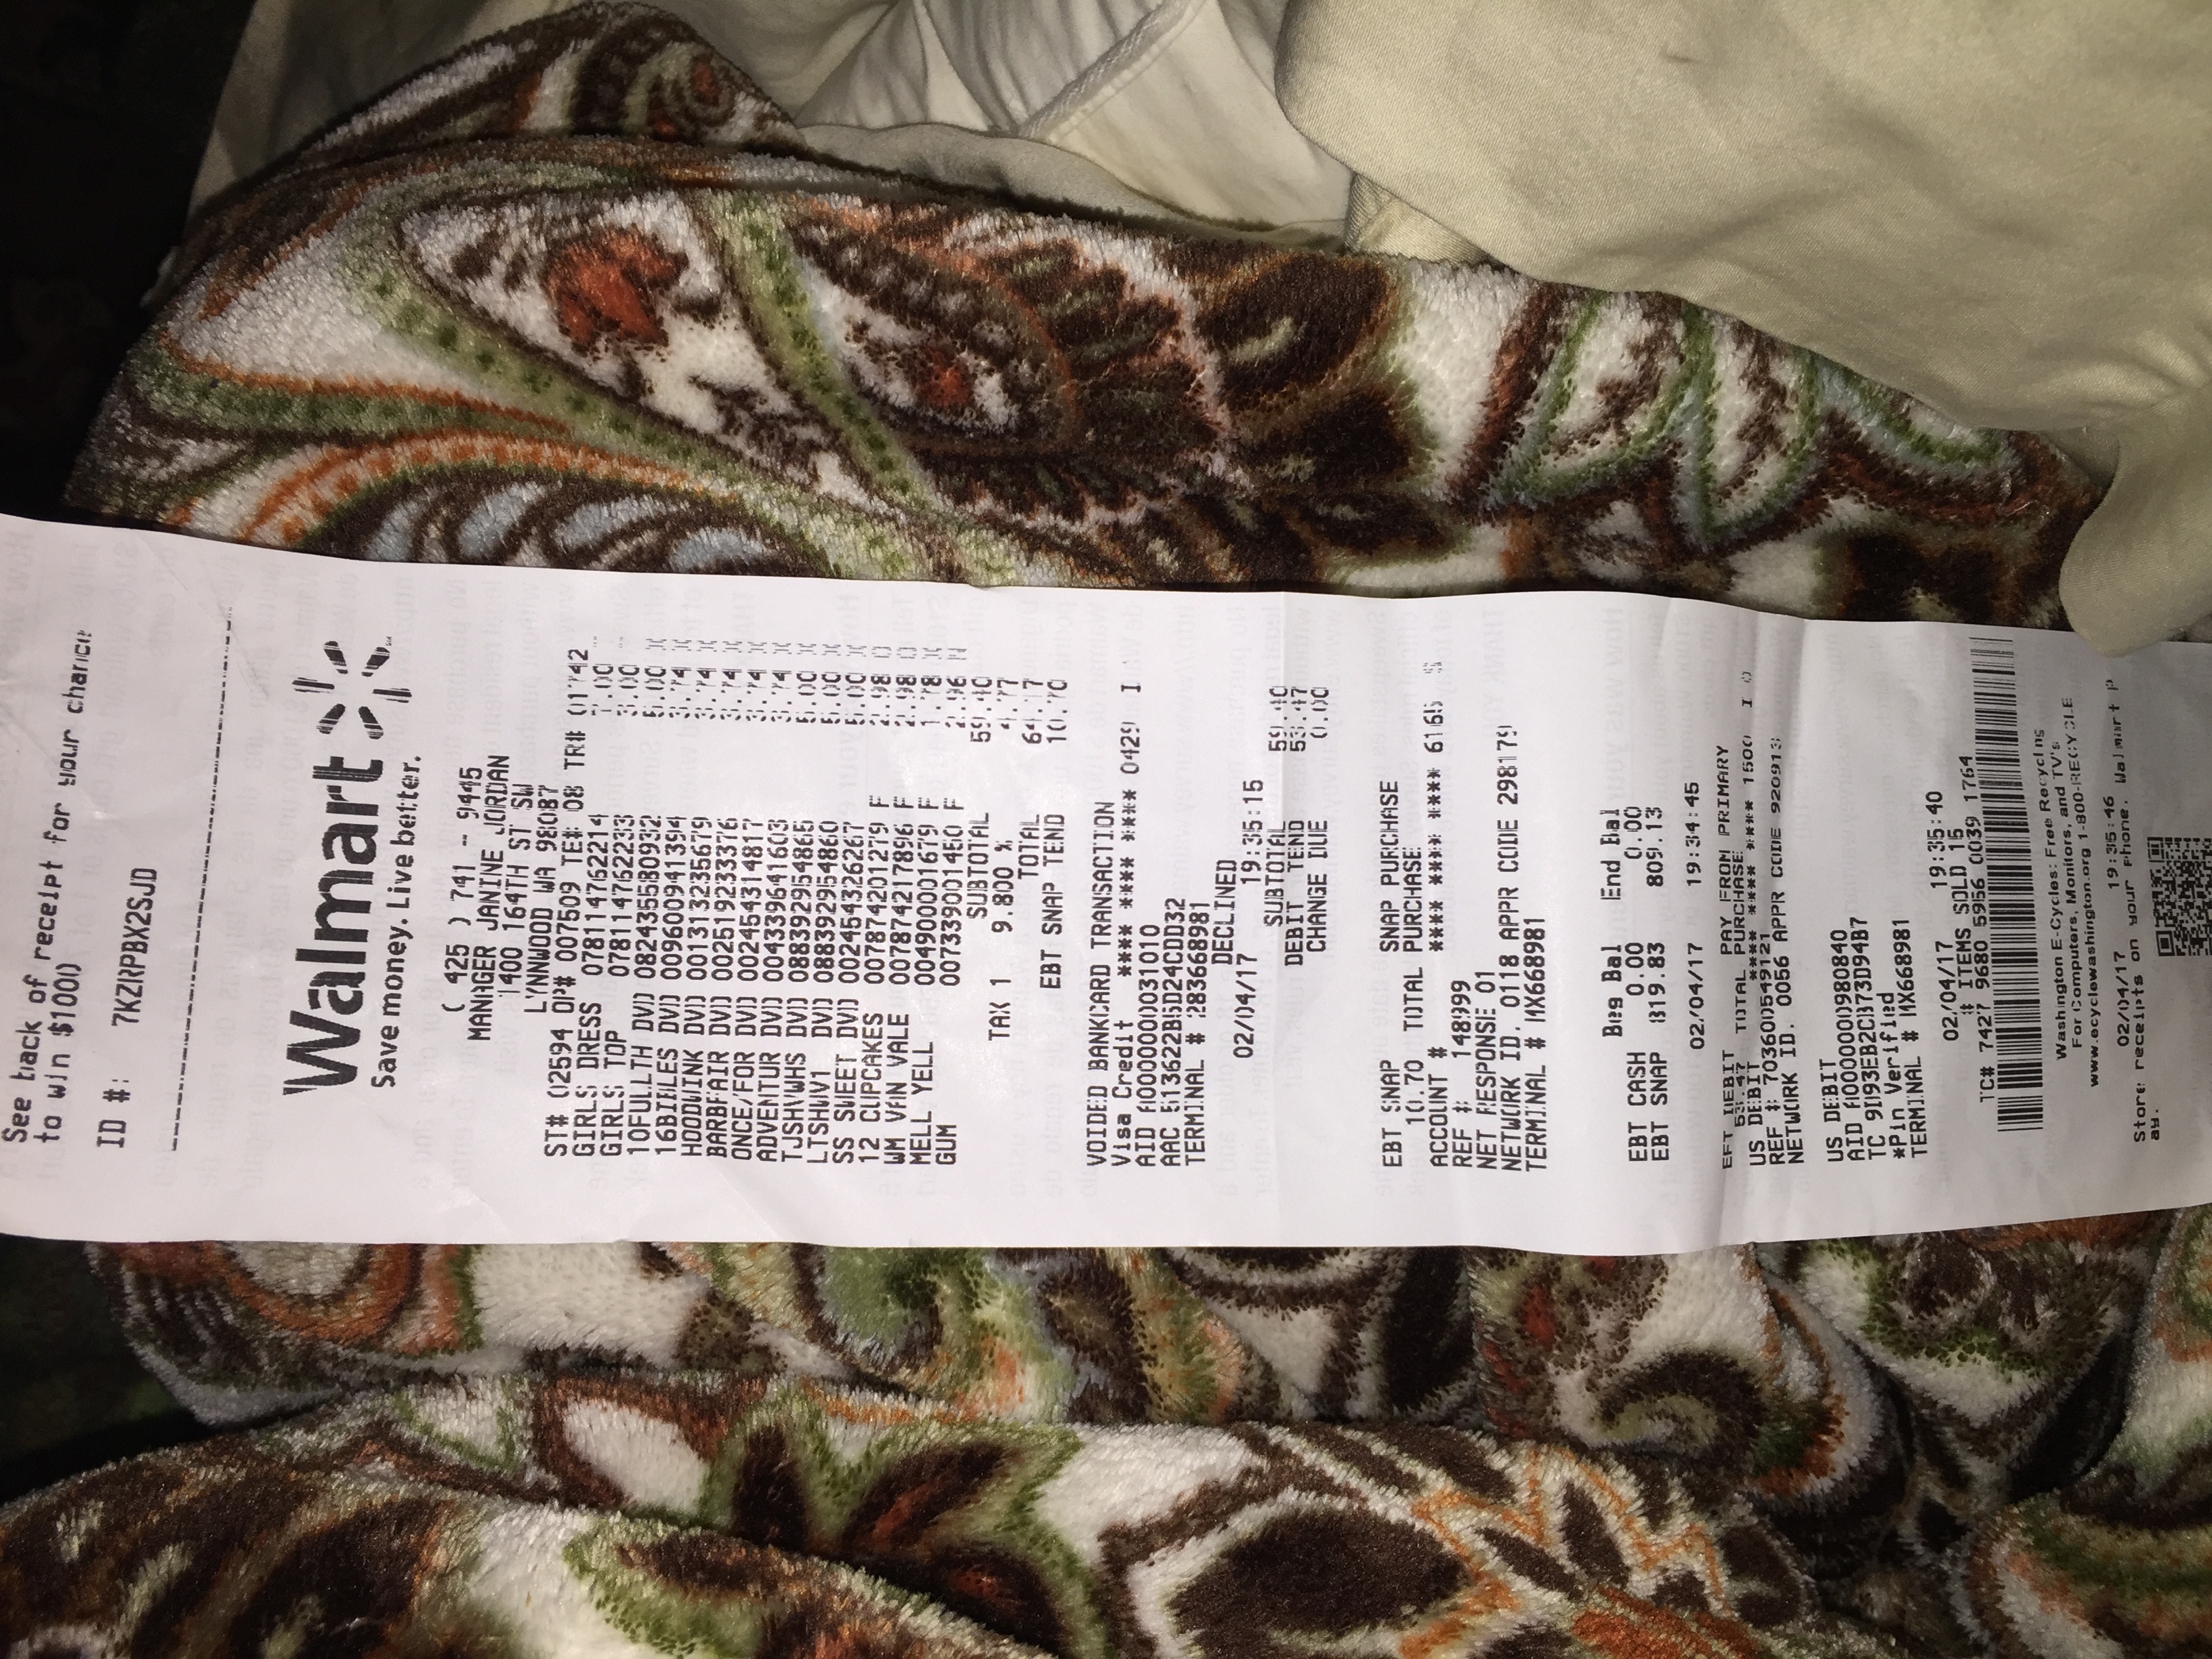 See back of receipt for your chance
to win $1000
ID #: 7KZRPBX2SJD
Walmart
Save money. Live better.
( 425 ) 741 - 9445
MANAGER JANINE JORDAN
1400 164TH ST SW
LYNNWOOD WA 98087
ST# 02594 OP# 007509 TE# 08 TR# 01742
GIRLS DRESS 078114762214 7.00
GIRLS TOP 078114762233 3.00
10FULLTH DVD 082435580932 5.00 X
16BIBLES DVD 009600941394 3.74 X
HOODWINK DVD 001313235679 3.74 X
BARBFAIR DVD 002519233376 3.74 X
ONCE/FOR DVD 002454314817 3.74 X
ADVENTUR DVD 004339641603 3.74 X
TJSHVWHS DVD 088392954865 5.00 X
LTSHWV1 DVD 088392954860 5.00 X
SS SWEET DVD 002454326267 5.00 X
12 CUPCAKES 007874201279 F 2.98 O
WM VAN VALE 007874217896 F 2.98 O
MELL YELL 004900001679 F 1.78 X
GUM 007339001450 F 2.96 N
SUBTOTAL 59.40
TAX 1 9.800 % 4.77
TOTAL 64.17
EBT SNAP TEND 10.70
VOIDED BANKCARD TRANSACTION
Visa Credit **** **** **** 0429 I
AID A0000000031010
AAC 513622B5D24CDD32
TERMINAL # 283668981
DECLINED
02/04/17 19:35:15
SUBTOTAL 59.40
DEBIT TEND 53.47
CHANGE DUE 0.00
EBT SNAP SNAP PURCHASE
10.70 TOTAL PURCHASE
ACCOUNT # **** **** **** 6165 S
REF # 148999
NET RESPONSE 01
NETWORK ID. 0118 APPR CODE 298179
TERMINAL # MX668981
Beg Bal End Bal
EBT CASH 0.00 0.00
EBT SNAP 819.83 809.13
02/04/17 19:34:45
EFT DEBIT PAY FROM PRIMARY
53.47 TOTAL PURCHASE
US DEBIT **** **** **** 1500 I 0
REF # 703600549121
NETWORK ID. 0056 APPR CODE 920913
US DEBIT
AID A0000000980840
TC 9D93EB2CB73D94B7
*Pin Verified
TERMINAL # MX668981
02/04/17 19:35:40
# ITEMS SOLD 15
TC# 7427 9680 5956 0039 1764
Washington E-Cycles: Free Recycling
For Computers, Monitors, and TV's
www.ecyclewashington.org 1-800-RECYCLE
02/04/17 19:35:46
Store receipts on your phone. Walmart P
ay.